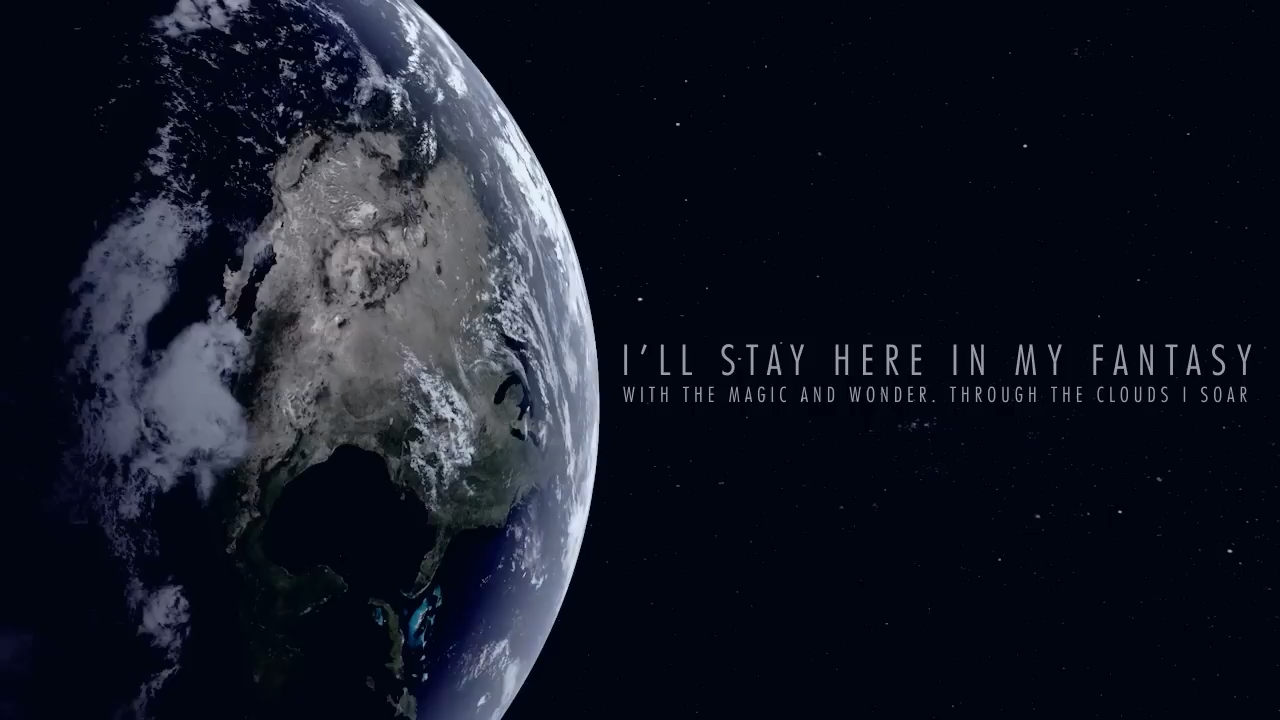 I'LL STAY HERE IN MY FANTASY
WITH THE MAGIC AND WONDER. THROUGH THE CLOUDS I SOAR